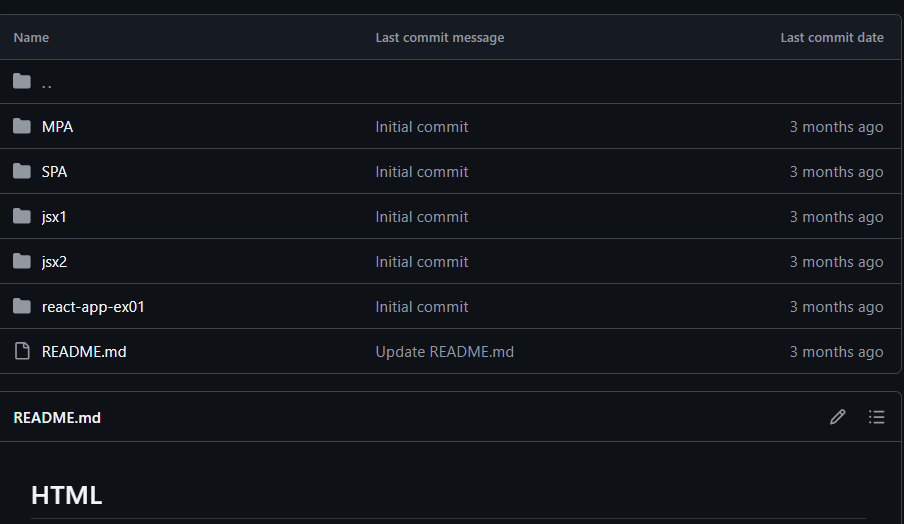 Name Last commit message Last commit date
..
MPA Initial commit 3 months ago
SPA Initial commit 3 months ago
jsx1 Initial commit 3 months ago
jsx2 Initial commit 3 months ago
react-app-ex01 Initial commit 3 months ago
README.md Update README.md 3 months ago
README.md
HTML